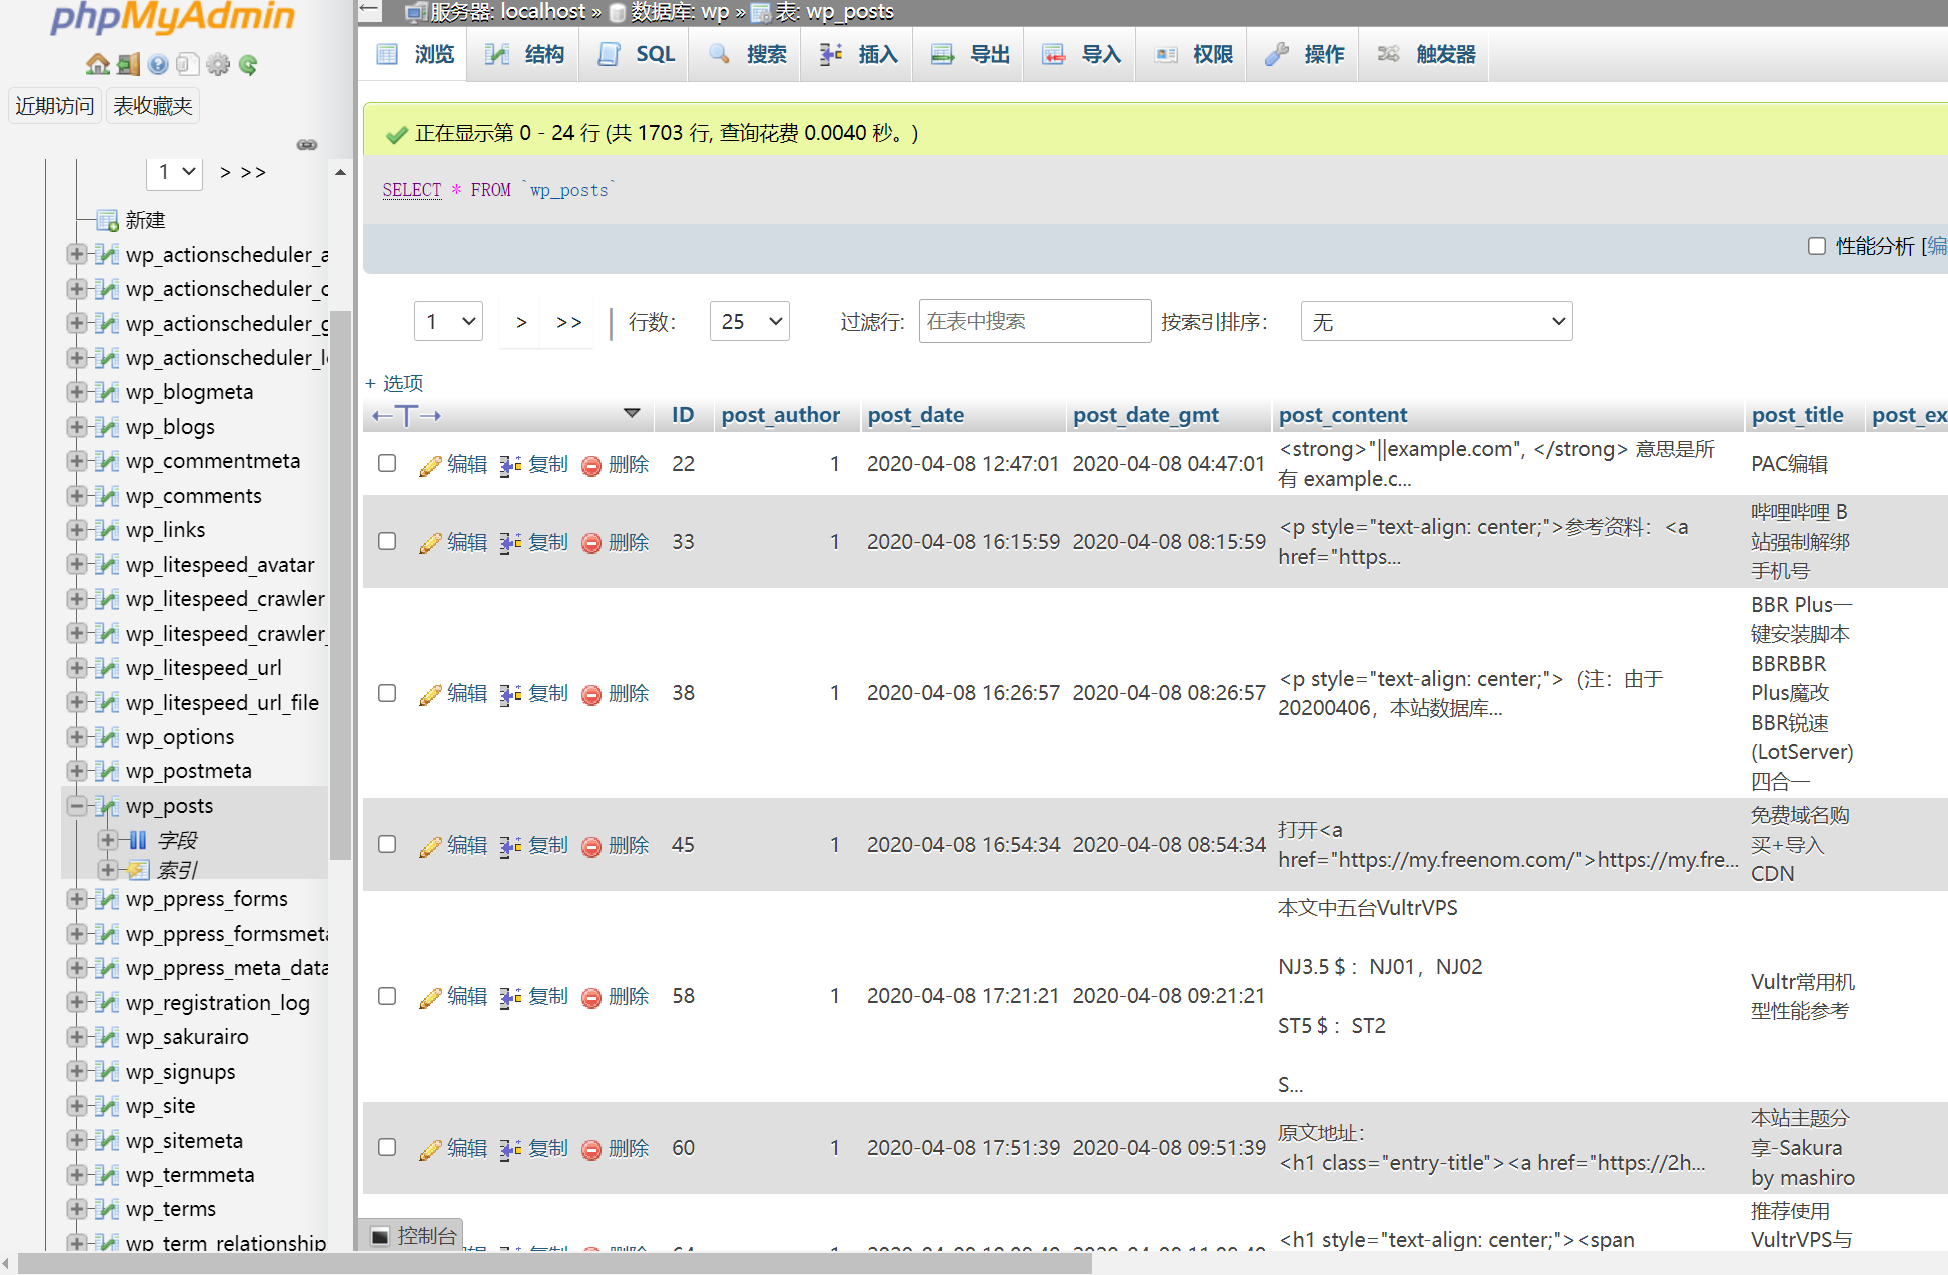 phpMyAdmin
近期访问 表收藏夹
1 > >>
新建
wp_actionscheduler_a
wp_actionscheduler_c
wp_actionscheduler_g
wp_actionscheduler_l
wp_blogmeta
wp_blogs
wp_commentmeta
wp_comments
wp_links
wp_litespeed_avatar
wp_litespeed_crawler
wp_litespeed_crawler_
wp_litespeed_url
wp_litespeed_url_file
wp_options
wp_postmeta
wp_posts
字段
索引
wp_ppress_forms
wp_ppress_formsmeta
wp_ppress_meta_data
wp_registration_log
wp_sakurairo
wp_signups
wp_site
wp_sitemeta
wp_termmeta
wp_terms
wp_term_relationship
服务器: localhost » 数据库: wp » 表: wp_posts
浏览 结构 SQL 搜索 插入 导出 导入 权限 操作 触发器
正在显示第 0 - 24 行 (共 1703 行, 查询花费 0.0040 秒。)
SELECT * FROM `wp_posts`
性能分析 [编
1 > >> | 行数： 25 过滤行: 在表中搜索 按索引排序： 无
+ 选项
←T→ ID post_author post_date post_date_gmt post_content post_title post_ex
编辑 复制 删除 22 1 2020-04-08 12:47:01 2020-04-08 04:47:01
<strong>"||example.com", </strong> 意思是所
有 example.c...
PAC编辑
编辑 复制 删除 33 1 2020-04-08 16:15:59 2020-04-08 08:15:59
<p style="text-align: center;">参考资料：<a
href="https...
哔哩哔哩 B
站强制解绑
手机号
编辑 复制 删除 38 1 2020-04-08 16:26:57 2020-04-08 08:26:57
<p style="text-align: center;">（注：由于
20200406，本站数据库...
BBR Plus一
键安装脚本
BBRBBR
Plus魔改
BBR锐速
(LotServer)
四合一
编辑 复制 删除 45 1 2020-04-08 16:54:34 2020-04-08 08:54:34
打开<a
href="https://my.freenom.com/">https://my.fre...
免费域名购
买+导入
CDN
编辑 复制 删除 58 1 2020-04-08 17:21:21 2020-04-08 09:21:21
本文中五台VultrVPS
NJ3.5＄：NJ01，NJ02
ST5＄：ST2
S...
Vultr常用机
型性能参考
编辑 复制 删除 60 1 2020-04-08 17:51:39 2020-04-08 09:51:39
原文地址：
<h1 class="entry-title"><a href="https://2h...
本站主题分
享-Sakura
by mashiro
<h1 style="text-align: center;"><span
推荐使用
VultrVPS与
控制台